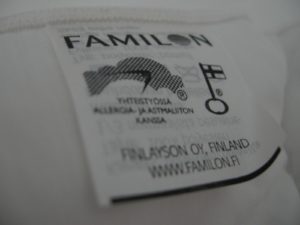 FAMILON
®
YHTEISTYÖSSÄ
ALLERGIA- JA ASTMALIITON
KANSSA
FINLAYSON OY, FINLAND
WWW.FAMILON.FI